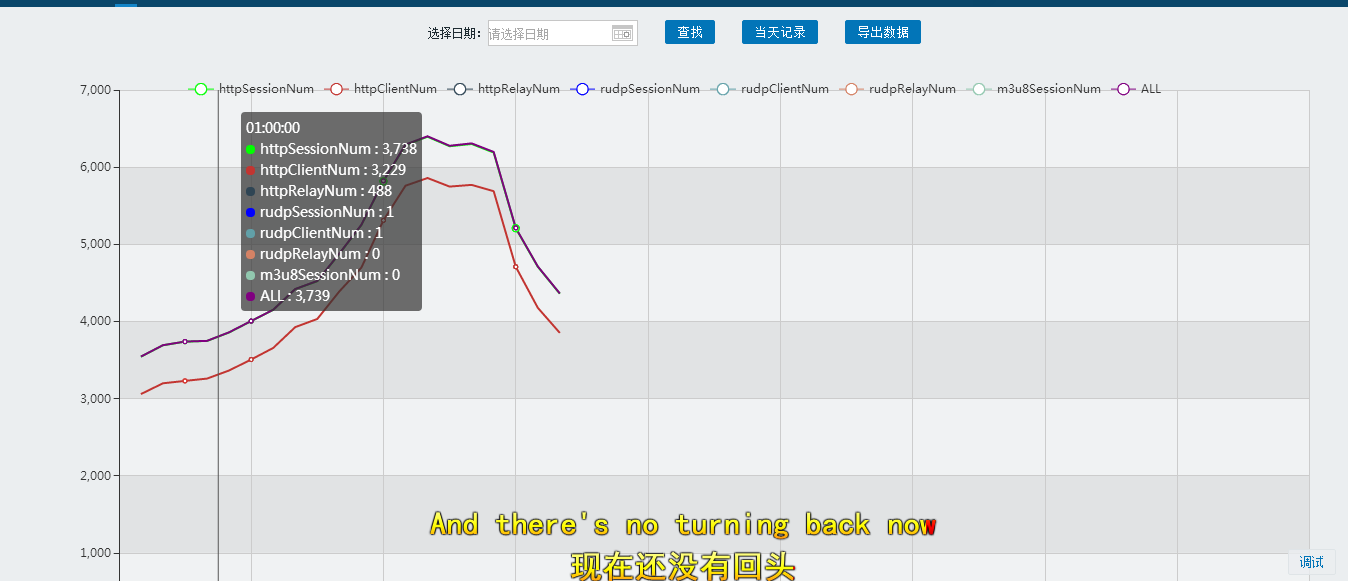 选择日期: 请选择日期 查找 当天记录 导出数据
httpSessionNum httpClientNum httpRelayNum rudpSessionNum rudpClientNum rudpRelayNum m3u8SessionNum ALL
7,000
01:00:00
httpSessionNum : 3,738
httpClientNum : 3,229
6,000
httpRelayNum : 488
rudpSessionNum : 1
rudpClientNum : 1
5,000
rudpRelayNum : 0
m3u8SessionNum : 0
ALL : 3,739
4,000
3,000
2,000
And there's no turning back now
1,000
现在还没有回头
调试